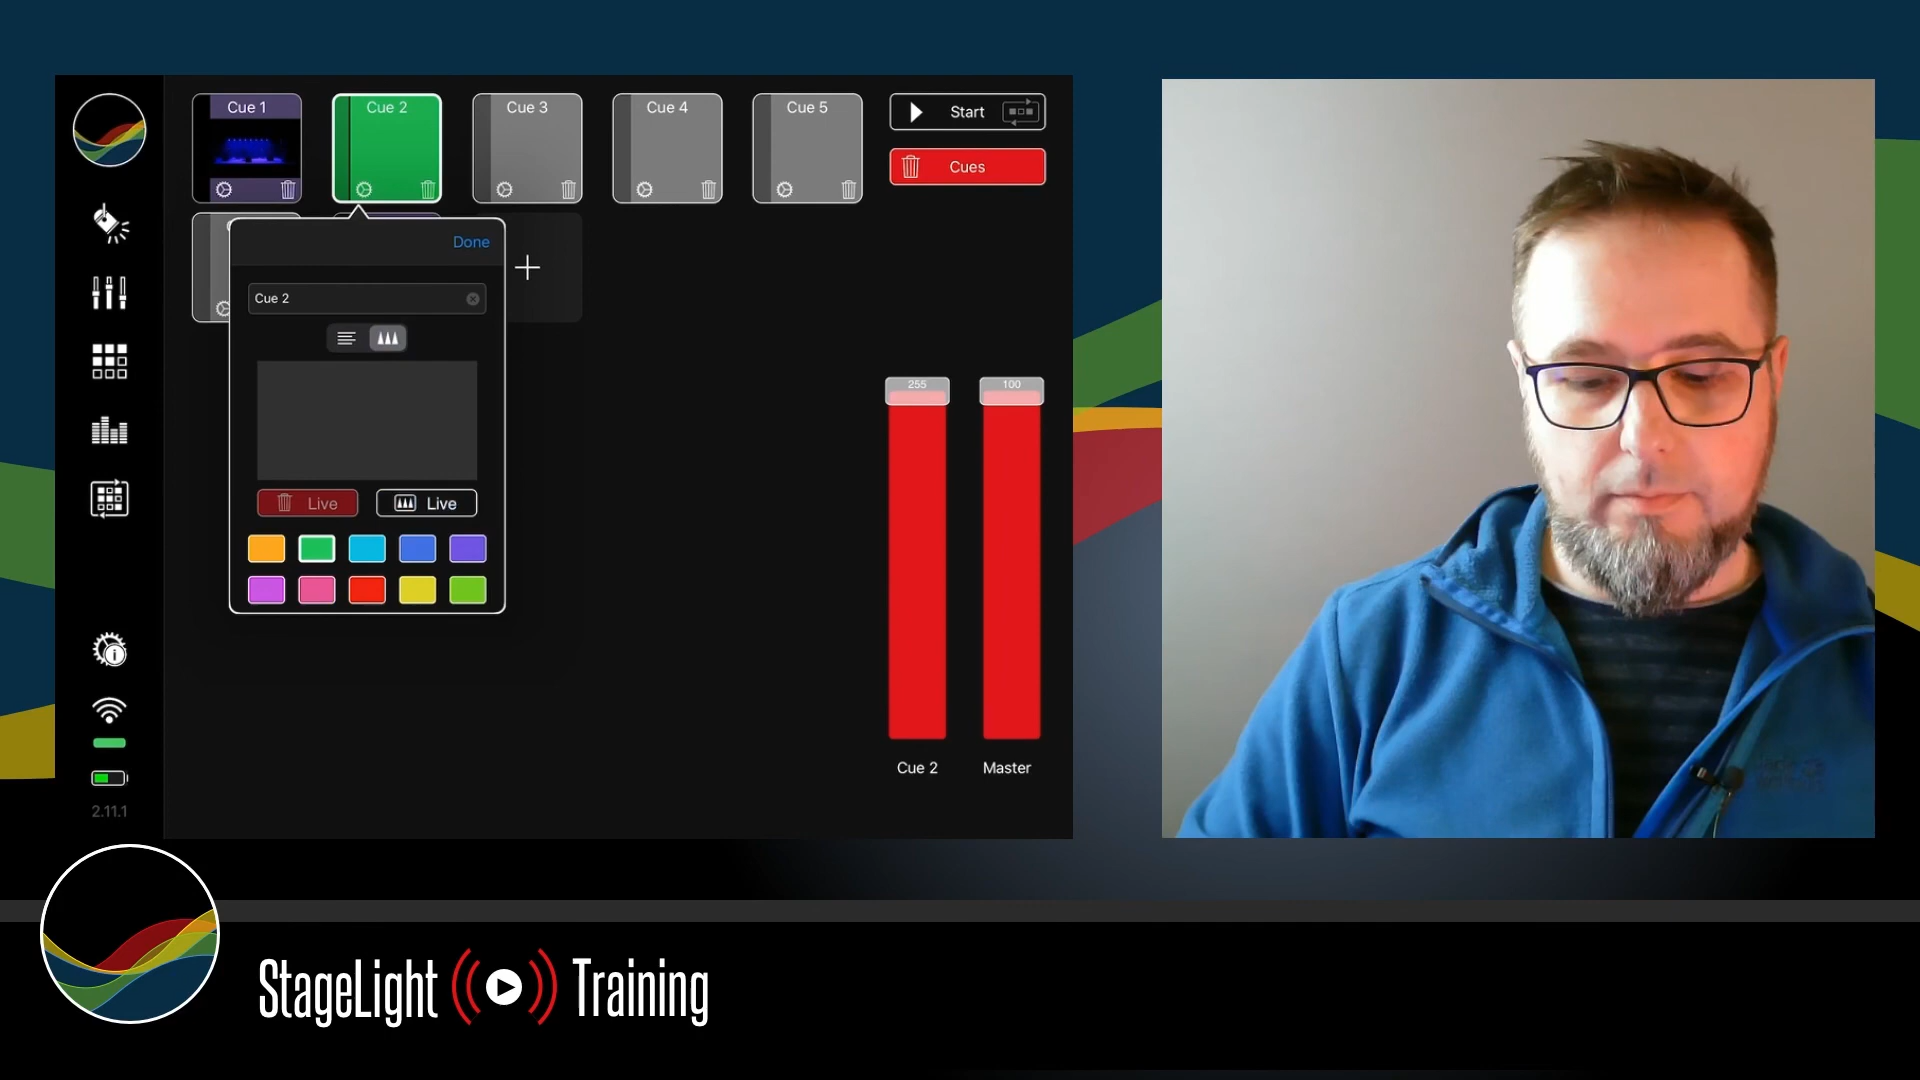 Cue 1
Cue 2
Cue 3
Cue 4
Cue 5
Start
Cues
Done
Cue 2
Live
Live
255
100
Cue 2
Master
2.11.1
StageLight Training